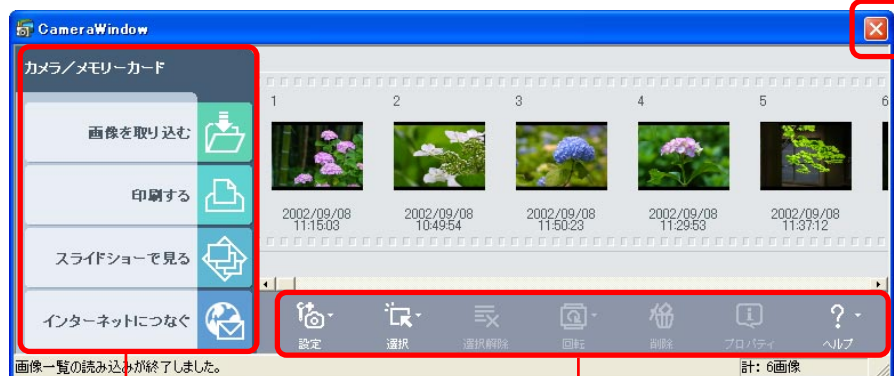 CameraWindow
カメラ／メモリーカード
画像を取り込む
印刷する
スライドショーで見る
インターネットにつなぐ
1
2
3
4
5
6
2002/09/08
11:15:03
2002/09/08
10:49:54
2002/09/08
11:50:23
2002/09/08
11:29:53
2002/09/08
11:37:12
設定
選択
選択解除
回転
削除
プロパティ
ヘルプ
画像一覧の読み込みが終了しました。
計: 6画像